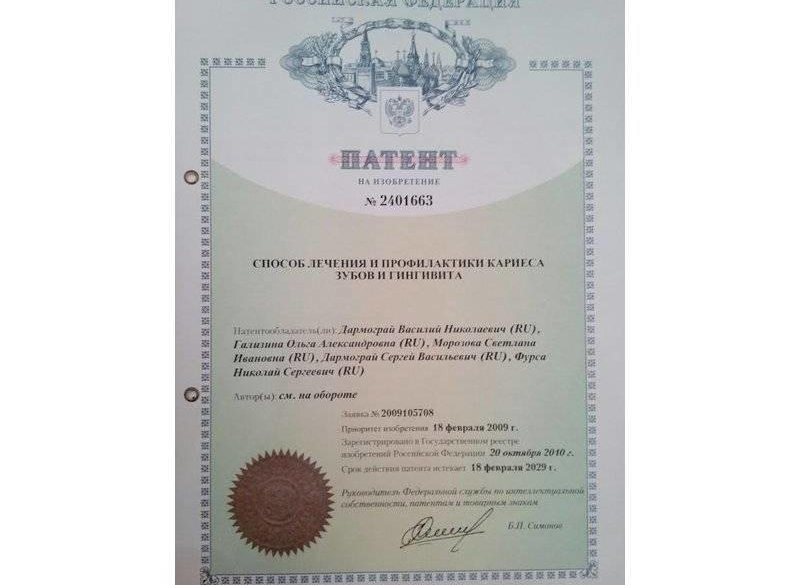 РОССИЙСКАЯ ФЕДЕРАЦИЯ
ПАТЕНТ
НА ИЗОБРЕТЕНИЕ
№ 2401663
СПОСОБ ЛЕЧЕНИЯ И ПРОФИЛАКТИКИ КАРИЕСА
ЗУБОВ И ГИНГИВИТА
Патентообладатель(ли): Дармограй Василий Николаевич (RU),
Гализина Ольга Александровна (RU), Морозова Светлана
Ивановна (RU), Дармограй Сергей Васильевич (RU), Фурса
Николай Сергеевич (RU)
Автор(ы): см. на обороте
Заявка № 2009105708
Приоритет изобретения 18 февраля 2009 г.
Зарегистрировано в Государственном реестре
изобретений Российской Федерации 20 октября 2010 г.
Срок действия патента истекает 18 февраля 2029 г.
Руководитель Федеральной службы по интеллектуальной
собственности, патентам и товарным знакам
Б.П. Симонов